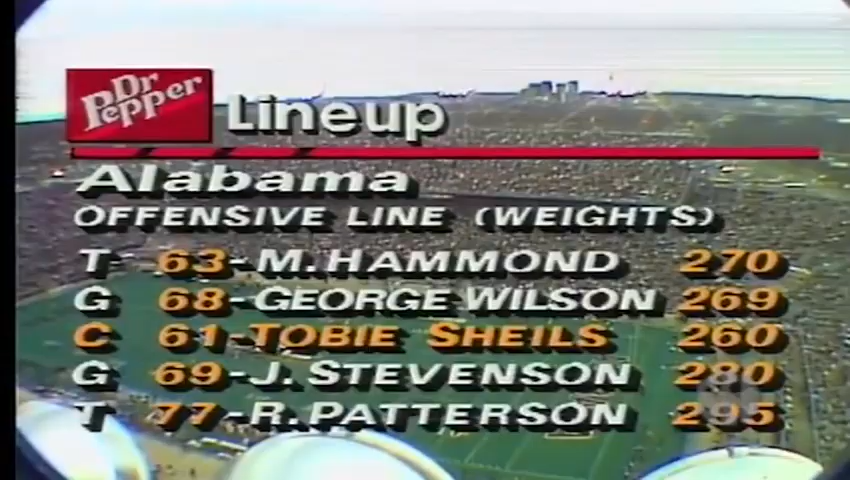 Dr Pepper Lineup
Alabama
OFFENSIVE LINE (WEIGHTS)
T 63-M. HAMMOND 270
G 68-GEORGE WILSON 269
C 61-TOBIE SHEILS 260
G 69-J. STEVENSON 280
T 77-R. PATTERSON 295